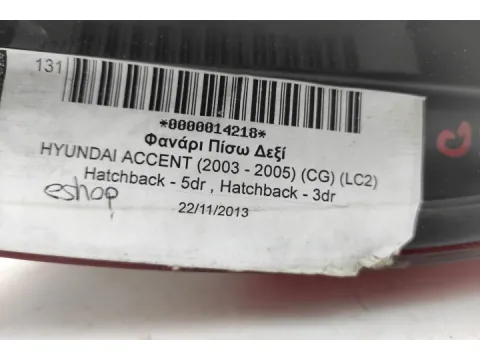 131
*0000014218*
Φανάρι Πίσω Δεξί
HYUNDAI ACCENT (2003 - 2005) (CG) (LC2)
Hatchback - 5dr , Hatchback - 3dr
eshop
22/11/2013